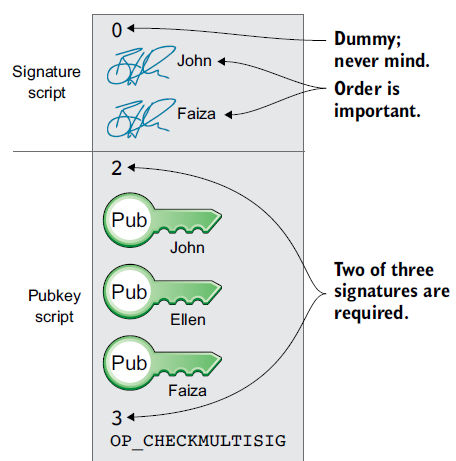 0
Dummy;
never mind.
Signature
script
John
Order is
important.
Faiza
2
Pub
John
Pubkey
script
Pub
Ellen
Two of three
signatures are
required.
Pub
Faiza
3
OP_CHECKMULTISIG